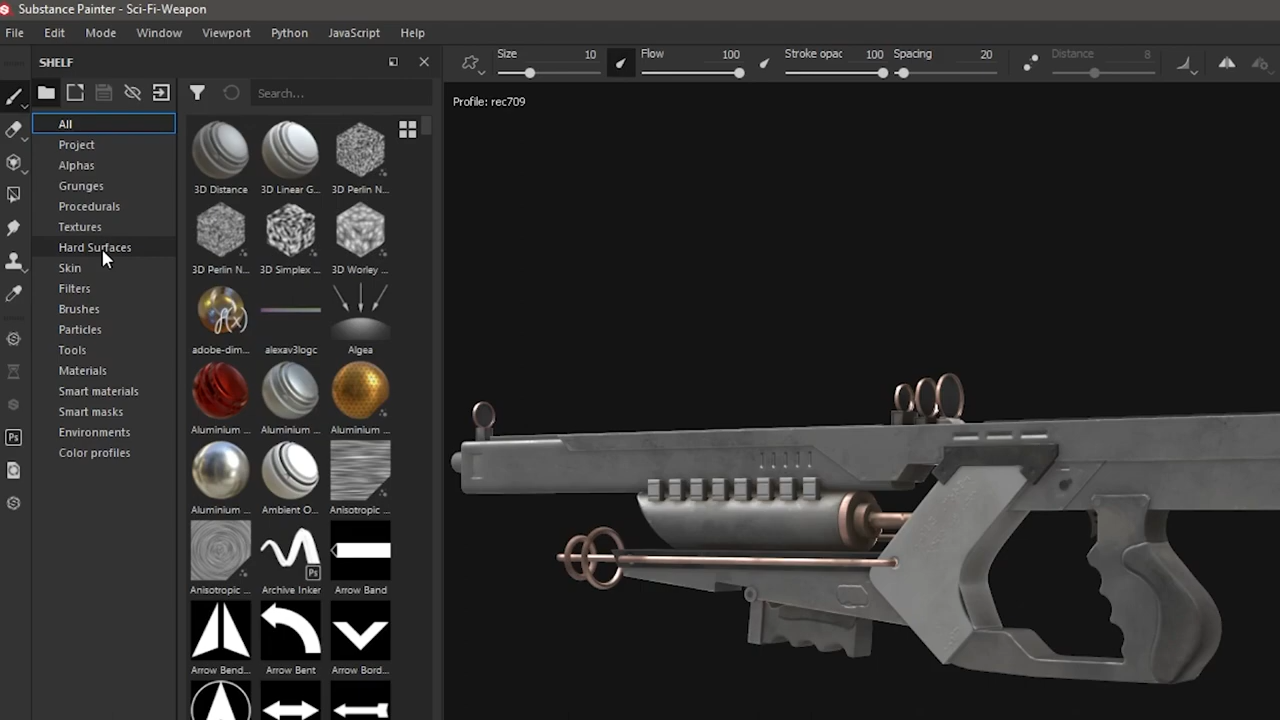 Substance Painter - Sci-Fi-Weapon
File Edit Mode Window Viewport Python JavaScript Help
SHELF
Size 10 Flow 100 Stroke opac 100 Spacing 20 Distance 8
Search...
Profile: rec709
All
Project
Alphas
Grunges
Procedurals
Textures
Hard Surfaces
Skin
Filters
Brushes
Particles
Tools
Materials
Smart materials
Smart masks
Environments
Color profiles
3D Distance 3D Linear G... 3D Perlin N...
3D Perlin N... 3D Simplex ... 3D Worley ...
g(x)
adobe-dim... alexav3logc Algea
Aluminium ... Aluminium ... Aluminium ...
Aluminium ... Ambient O... Anisotropic ...
Ps
Anisotropic ... Archive Inker Arrow Band
Arrow Bend... Arrow Bent Arrow Bord...
Ps